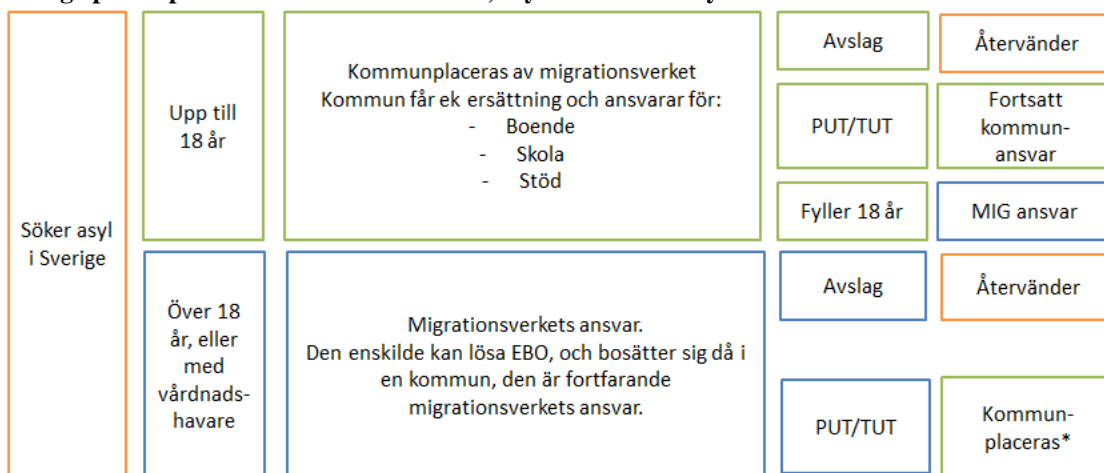 Söker asyl
i Sverige
Upp till
18 år
Kommunplaceras av migrationsverket
Kommun får ek ersättning och ansvarar för:
- Boende
- Skola
- Stöd
Avslag
Återvänder
PUT/TUT
Fortsatt
kommun-
ansvar
Fyller 18 år
MIG ansvar
Över 18
år, eller
med
vårdnads-
havare
Migrationsverkets ansvar.
Den enskilde kan lösa EBO, och bosätter sig då i
en kommun, den är fortfarande
migrationsverkets ansvar.
Avslag
Återvänder
PUT/TUT
Kommun-
placeras*